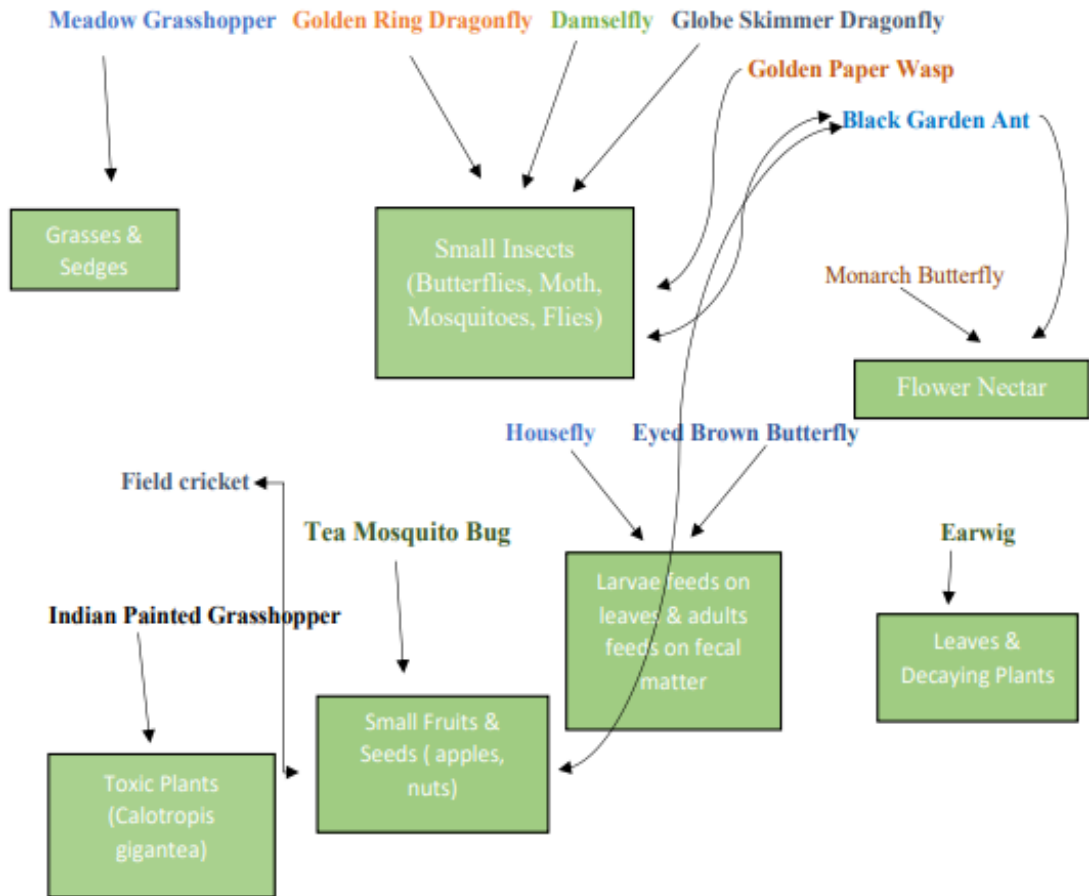 Meadow Grasshopper
Golden Ring Dragonfly
Damselfly
Globe Skimmer Dragonfly
Golden Paper Wasp
Black Garden Ant
Grasses &
Sedges
Small Insects
(Butterflies, Moth,
Mosquitoes, Flies)
Monarch Butterfly
Flower Nectar
Housefly
Eyed Brown Butterfly
Field cricket
Tea Mosquito Bug
Earwig
Larvae feeds on
leaves & adults
feeds on fecal
matter
Indian Painted Grasshopper
Leaves &
Decaying Plants
Small Fruits &
Seeds ( apples,
nuts)
Toxic Plants
(Calotropis
gigantea)